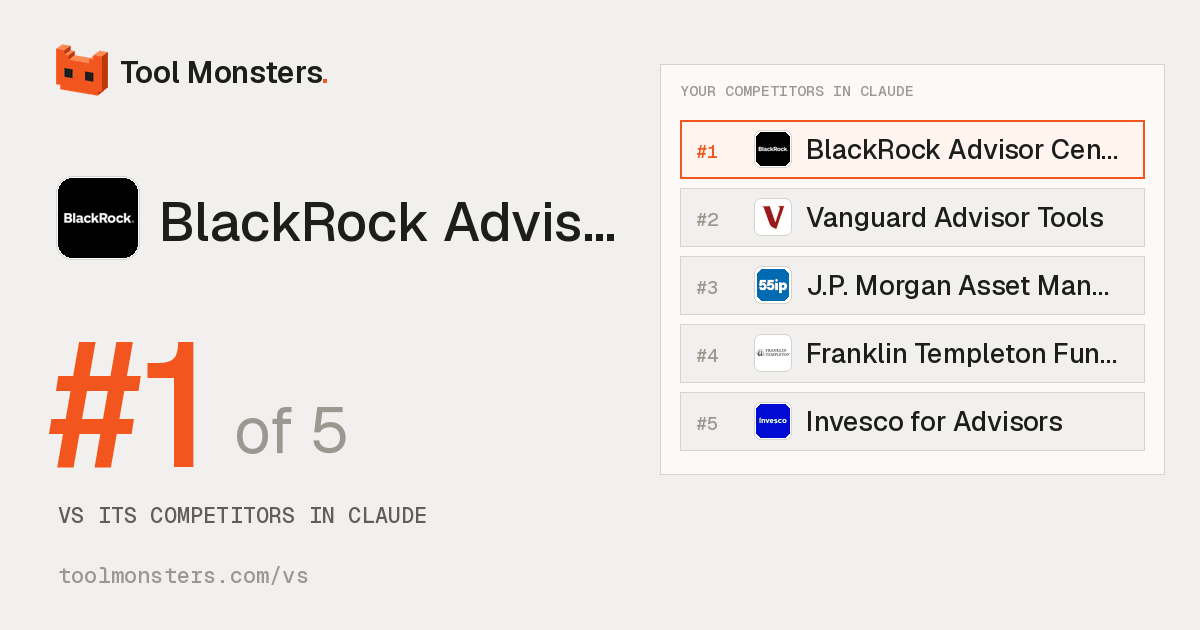 Tool Monsters.
BlackRock
BlackRock Advis...
#1 of 5
VS ITS COMPETITORS IN CLAUDE
toolmonsters.com/vs
YOUR COMPETITORS IN CLAUDE
#1 BlackRock BlackRock Advisor Cen...
#2 V Vanguard Advisor Tools
#3 55ip J.P. Morgan Asset Man...
#4 FRANKLIN TEMPLETON Franklin Templeton Fun...
#5 Invesco Invesco for Advisors